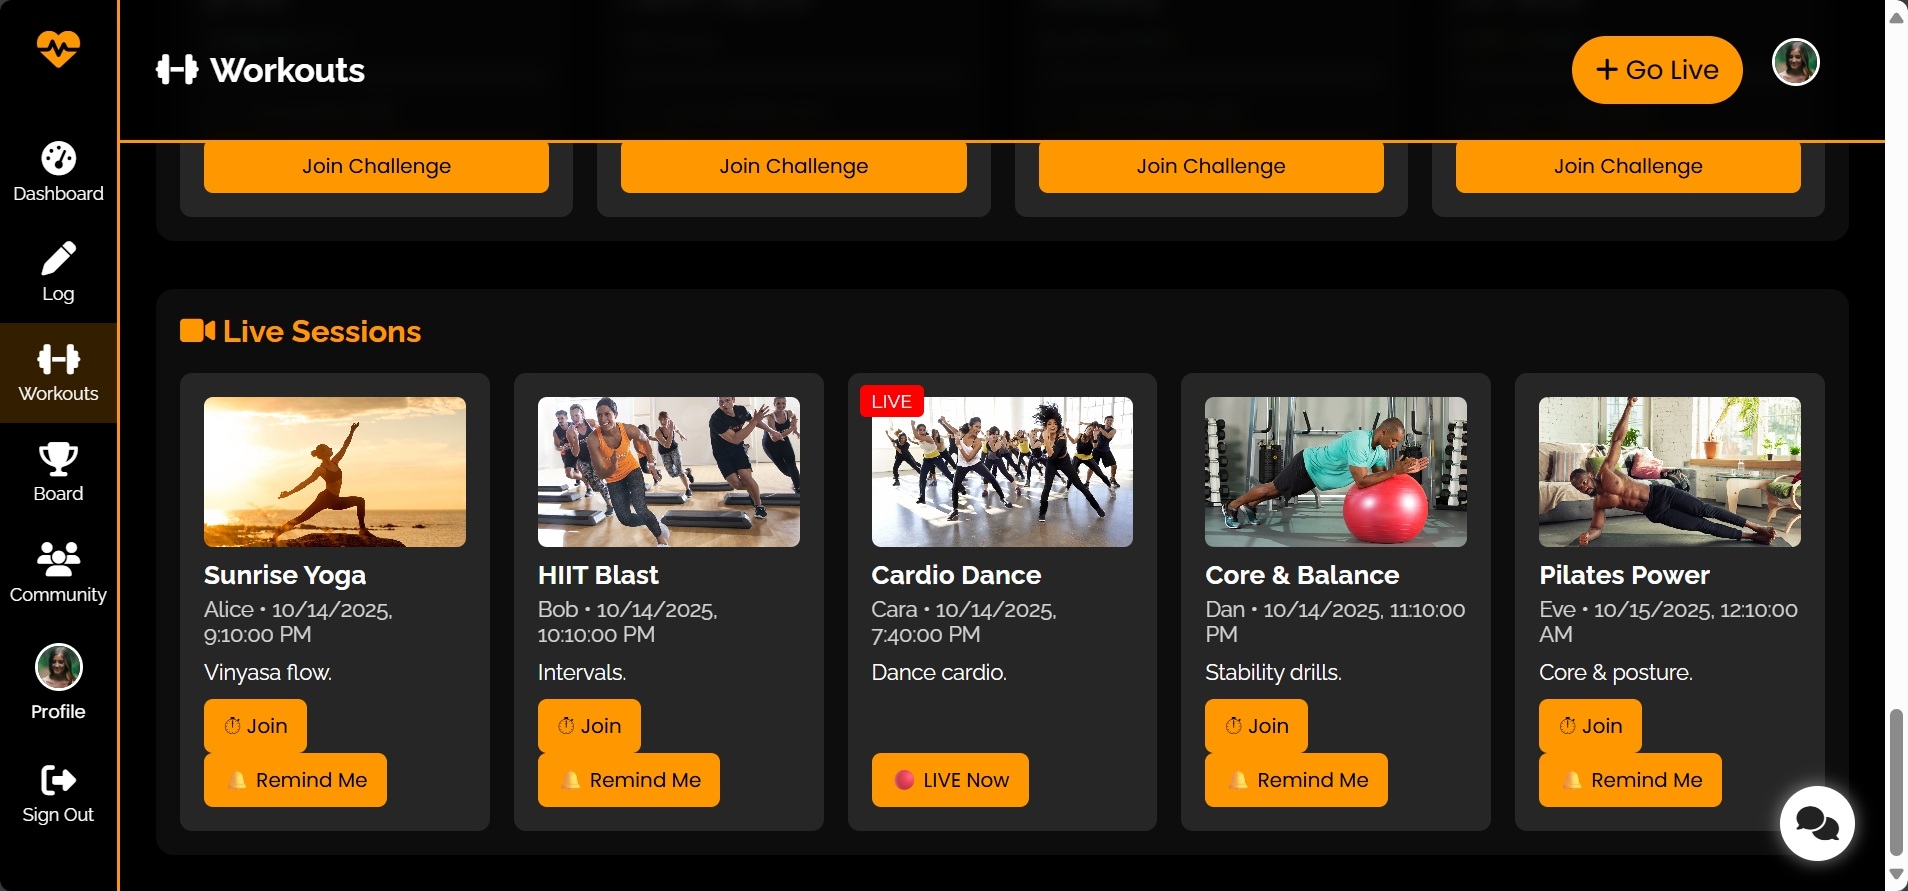 Workouts
+ Go Live
Dashboard
Log
Workouts
Board
Community
Profile
Sign Out
Join Challenge
Join Challenge
Join Challenge
Join Challenge
Live Sessions
Sunrise Yoga
Alice • 10/14/2025,
9:10:00 PM
Vinyasa flow.
⏱ Join
🔔 Remind Me
HIIT Blast
Bob • 10/14/2025,
10:10:00 PM
Intervals.
⏱ Join
🔔 Remind Me
LIVE
Cardio Dance
Cara • 10/14/2025,
7:40:00 PM
Dance cardio.
🔴 LIVE Now
Core & Balance
Dan • 10/14/2025, 11:10:00
PM
Stability drills.
⏱ Join
🔔 Remind Me
Pilates Power
Eve • 10/15/2025, 12:10:00
AM
Core & posture.
⏱ Join
🔔 Remind Me